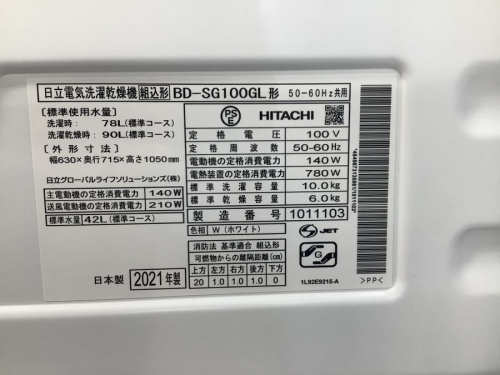 日立電気洗濯乾燥機 組込形 BD-SG100GL形 50-60Hz共用
[標準使用水量]
洗濯時: 78L(標準コース)
洗濯乾燥時: 90L(標準コース)
[外形寸法]
幅630×奥行715×高さ1050mm
日立グローバルライフソリューションズ(株)
主電動機の定格消費電力 140W
送風電動機の定格消費電力 210W
標準水量 42L(標準コース)
PS
E
HITACHI
定格電圧 100V
定格周波数 50-60Hz
電動機の定格消費電力 140W
電熱装置の定格消費電力 780W
標準洗濯容量 10.0kg
標準乾燥容量 6.0kg
製造番号 1011103
色相 W(ホワイト)
消防法 基準適合 組込形
可燃物からの離隔距離(cm)
上方 左方 右方 前方 後方 下方
20 1.0 1.0 開放 1.0 0
日本製
2021年製
JET
G
1L92E9215-A
>PP<